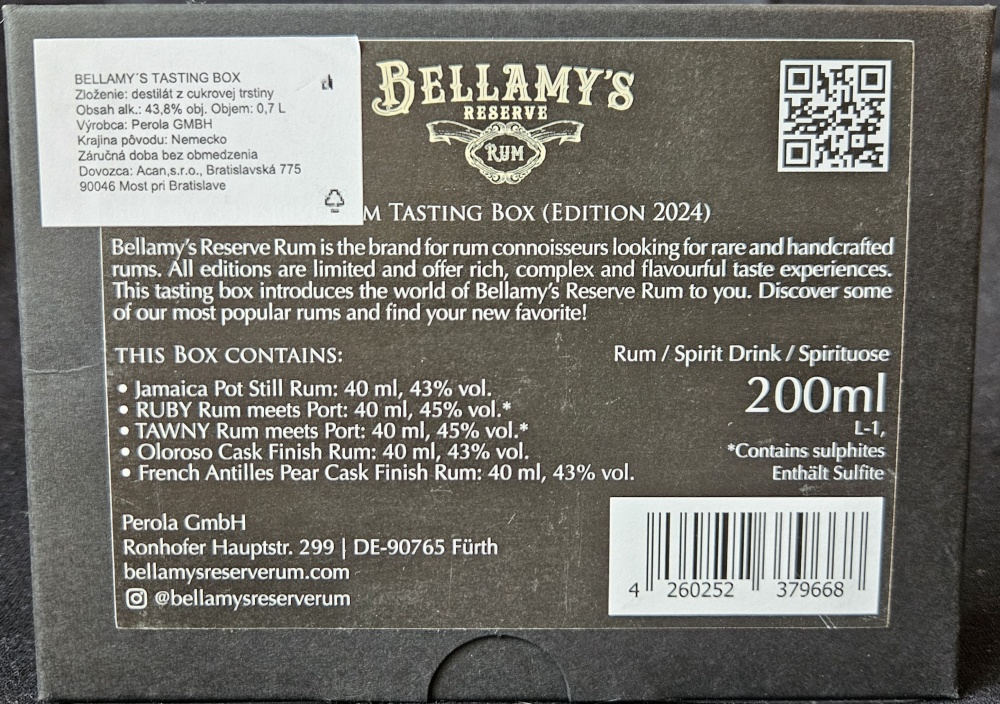 BELLAMY´S TASTING BOX
Zloženie: destilát z cukrovej trstiny
Obsah alk.: 43,8% obj. Objem: 0,7 L
Výrobca: Perola GMBH
Krajina pôvodu: Nemecko
Záručná doba bez obmedzenia
Dovozca: Acan,s.r.o., Bratislavská 775
90046 Most pri Bratislave
BELLAMY'S
RESERVE
RUM
M TASTING BOX (EDITION 2024)
Bellamy's Reserve Rum is the brand for rum connoisseurs looking for rare and handcrafted
rums. All editions are limited and offer rich, complex and flavourful taste experiences.
This tasting box introduces the world of Bellamy's Reserve Rum to you. Discover some
of our most popular rums and find your new favorite!
THIS BOX CONTAINS:
• Jamaica Pot Still Rum: 40 ml, 43% vol.
• RUBY Rum meets Port: 40 ml, 45% vol.*
• TAWNY Rum meets Port: 40 ml, 45% vol.*
• Oloroso Cask Finish Rum: 40 ml, 43% vol.
• French Antilles Pear Cask Finish Rum: 40 ml, 43% vol.
Rum / Spirit Drink / Spirituose
200ml
L-1,
*Contains sulphites
Enthält Sulfite
Perola GmbH
Ronhofer Hauptstr. 299 | DE-90765 Fürth
bellamysreserverum.com
@bellamysreserverum
4 260252 379668